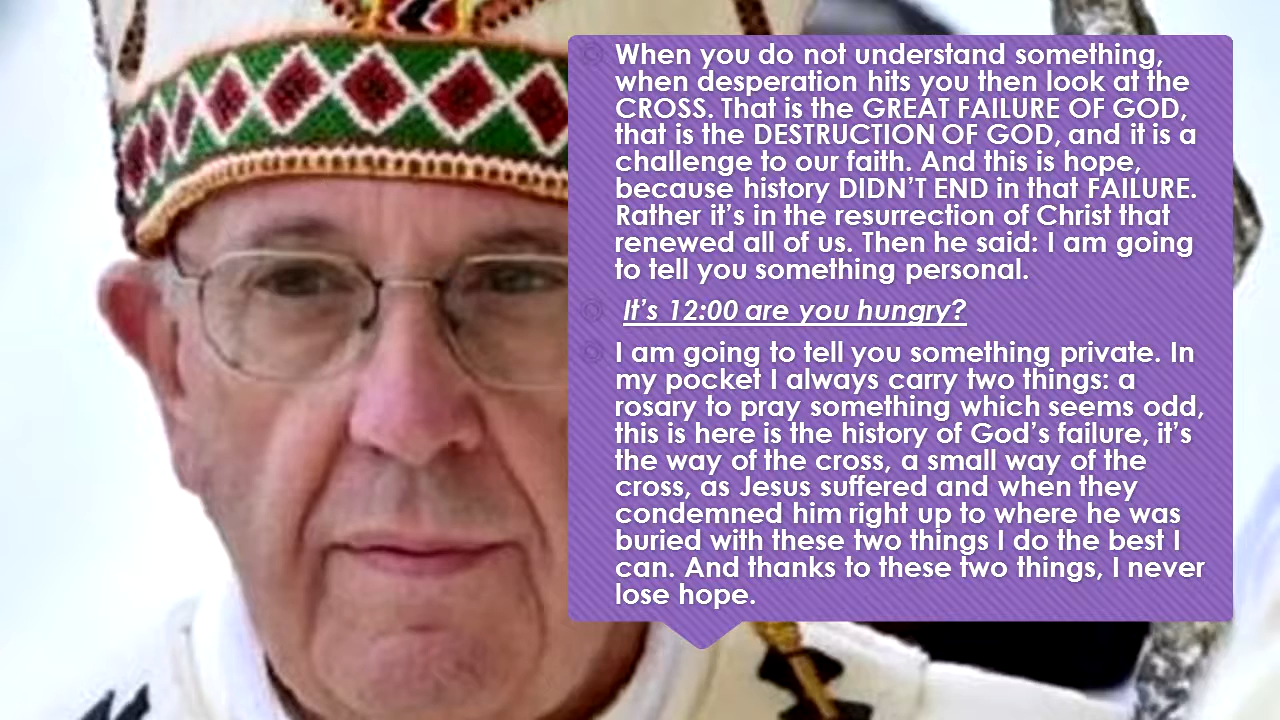 When you do not understand something,
when desperation hits you then look at the
CROSS. That is the GREAT FAILURE OF GOD,
that is the DESTRUCTION OF GOD, and it is a
challenge to our faith. And this is hope,
because history DIDN’T END in that FAILURE.
Rather it’s in the resurrection of Christ that
renewed all of us. Then he said: I am going
to tell you something personal.
It’s 12:00 are you hungry?
I am going to tell you something private. In
my pocket I always carry two things: a
rosary to pray something which seems odd,
this is here is the history of God’s failure, it’s
the way of the cross, a small way of the
cross, as Jesus suffered and when they
condemned him right up to where he was
buried with these two things I do the best I
can. And thanks to these two things, I never
lose hope.